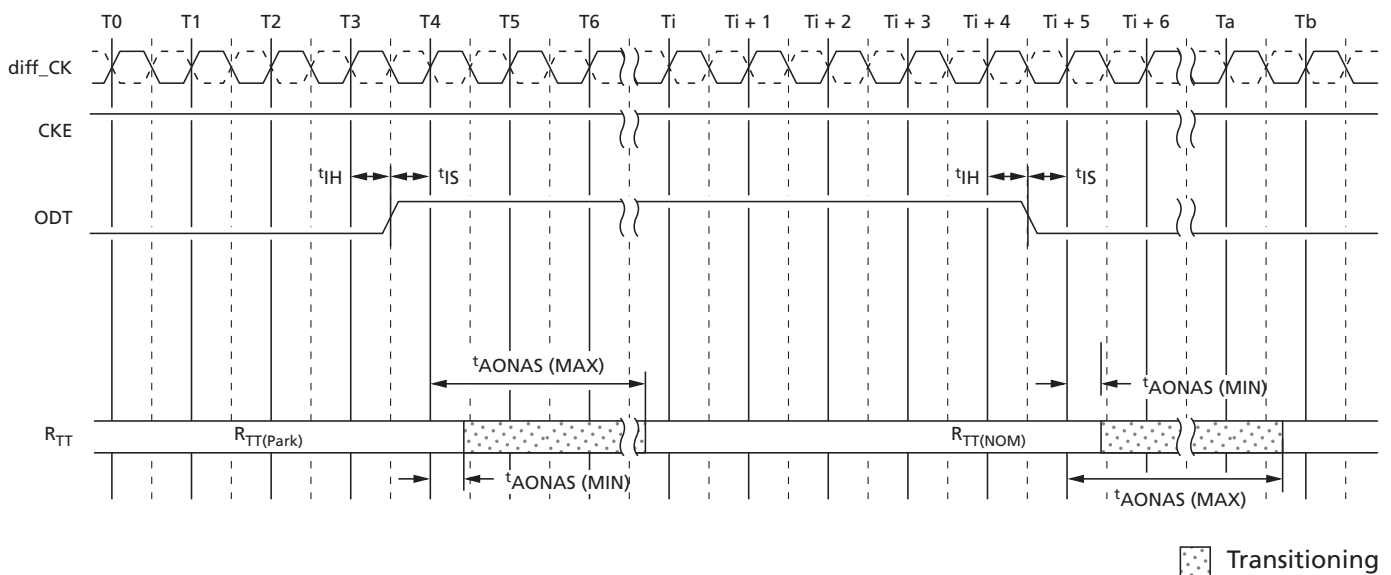 T0 T1 T2 T3 T4 T5 T6 Ti Ti + 1 Ti + 2 Ti + 3 Ti + 4 Ti + 5 Ti + 6 Ta Tb
diff_CK
CKE
tIH tIS tIH tIS
ODT
tAONAS (MAX)
tAONAS (MIN)
RTT RTT(Park) RTT(NOM)
tAONAS (MIN)
tAONAS (MAX)
Transitioning